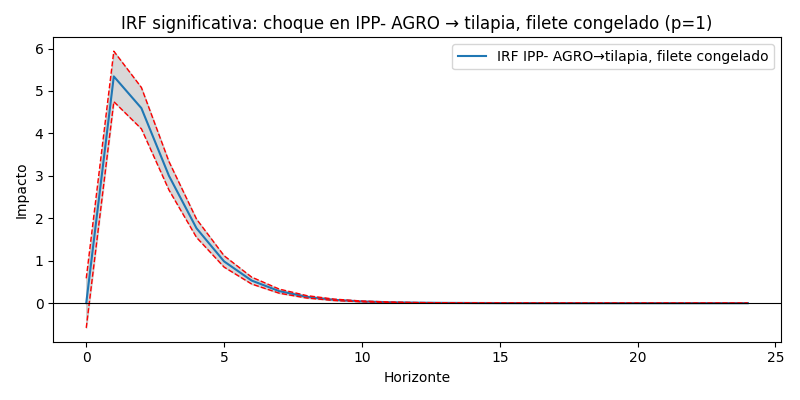 IRF significativa: choque en IPP- AGRO → tilapia, filete congelado (p=1)
IRF IPP- AGRO→tilapia, filete congelado
Impacto
6
5
4
3
2
1
0
0 5 10 15 20 25
Horizonte